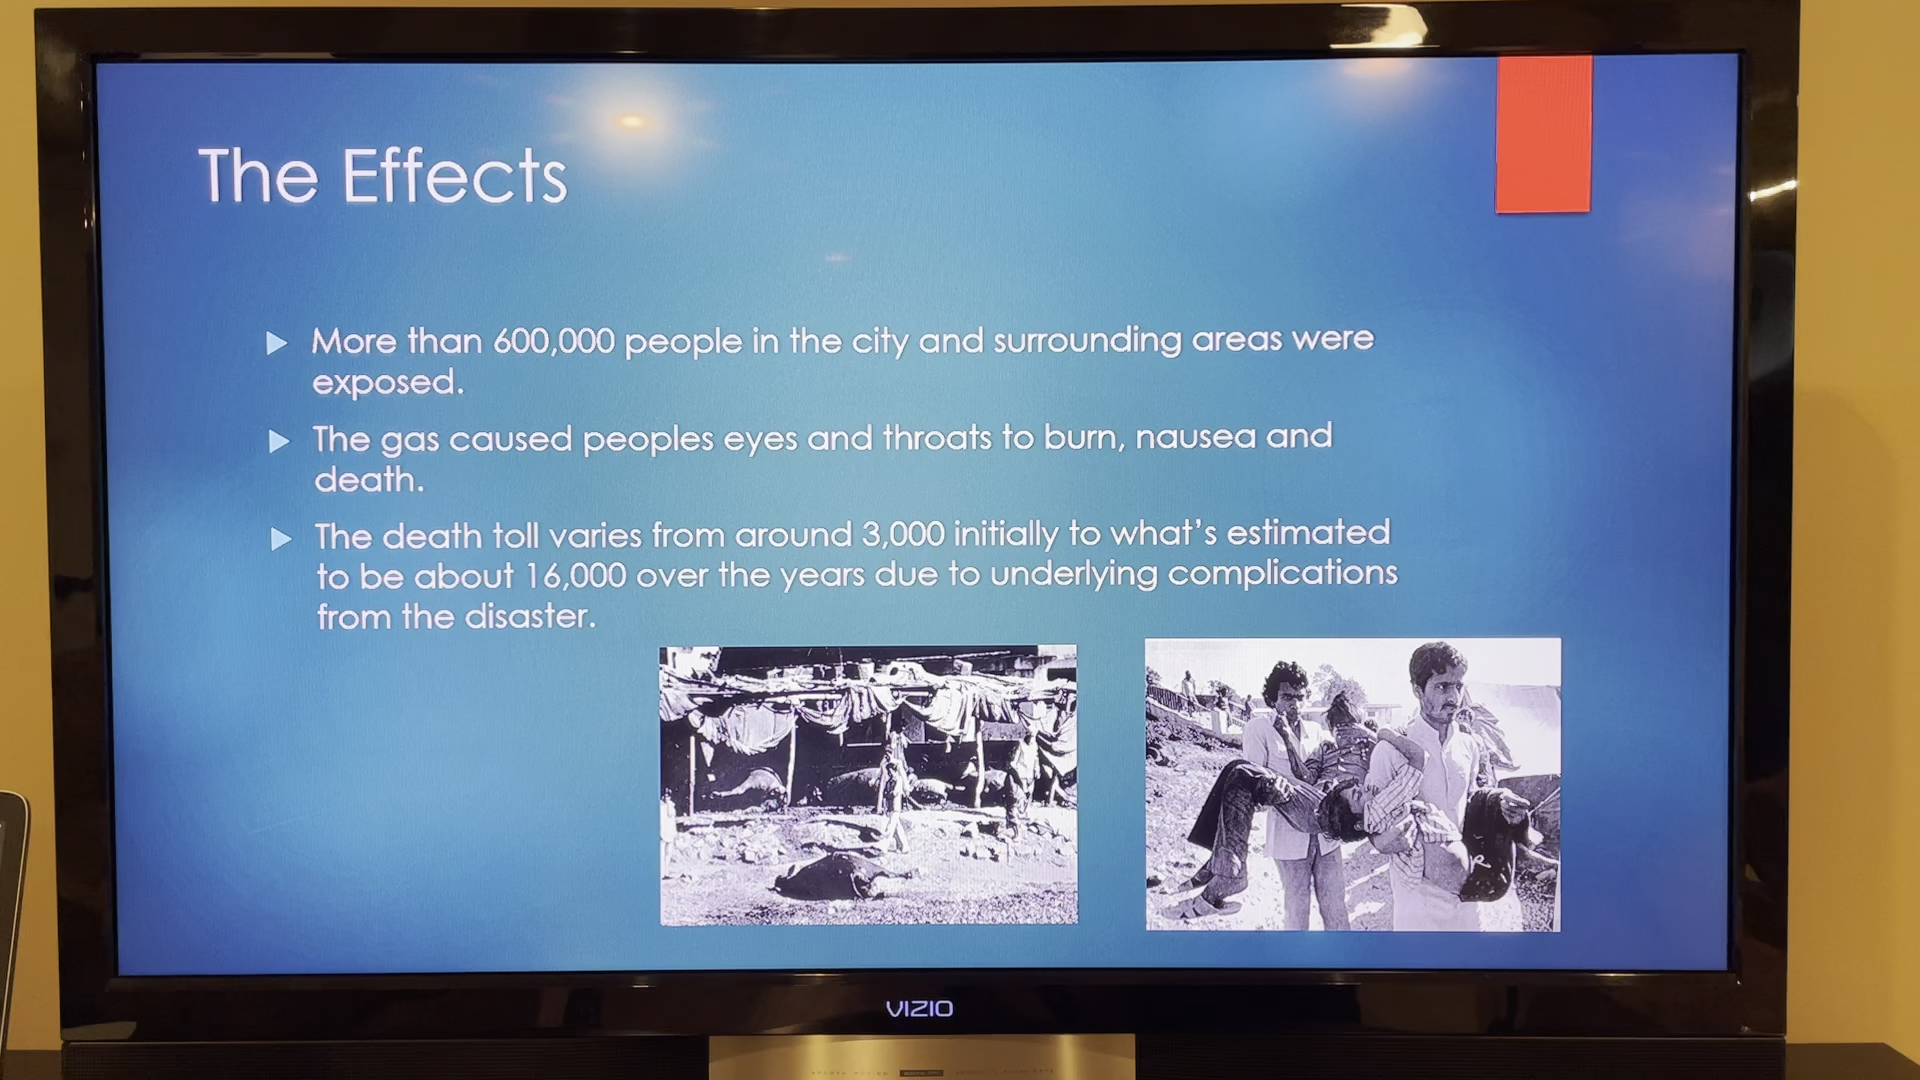 The Effects
More than 600,000 people in the city and surrounding areas were
exposed.
The gas caused peoples eyes and throats to burn, nausea and
death.
The death toll varies from around 3,000 initially to what's estimated
to be about 16,000 over the years due to underlying complications
from the disaster.
VIZIO